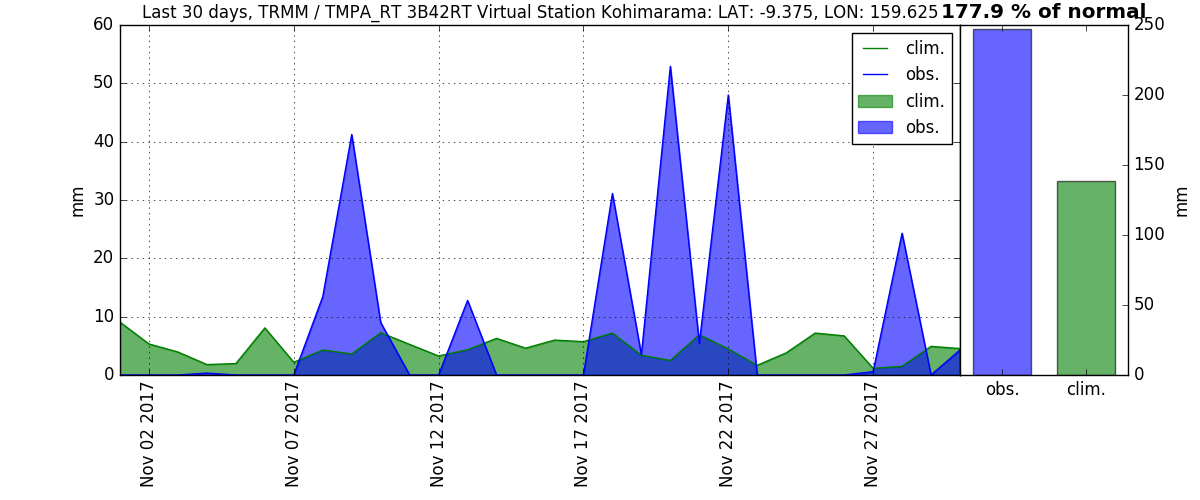 Last 30 days, TRMM / TMPA_RT 3B42RT Virtual Station Kohimarama: LAT: -9.375, LON: 159.625
177.9 % of normal
60
50
40
30
20
10
0
mm
clim.
obs.
clim.
obs.
Nov 02 2017
Nov 07 2017
Nov 12 2017
Nov 17 2017
Nov 22 2017
Nov 27 2017
250
200
150
100
50
0
mm
obs.
clim.